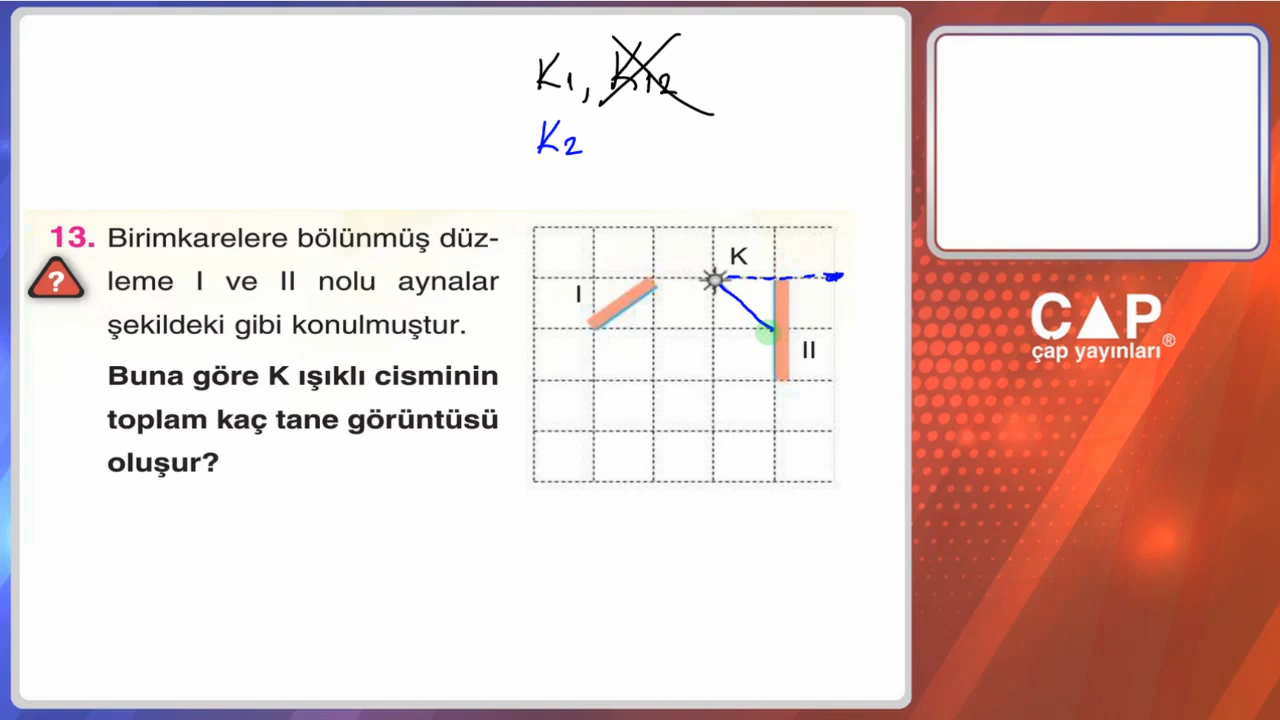 K1, K12
K2
13. Birimkarelere bölünmüş düz-
leme I ve II nolu aynalar
şekildeki gibi konulmuştur.
Buna göre K ışıklı cisminin
toplam kaç tane görüntüsü
oluşur?
?
K
I
II
ÇAP
çap yayınları®